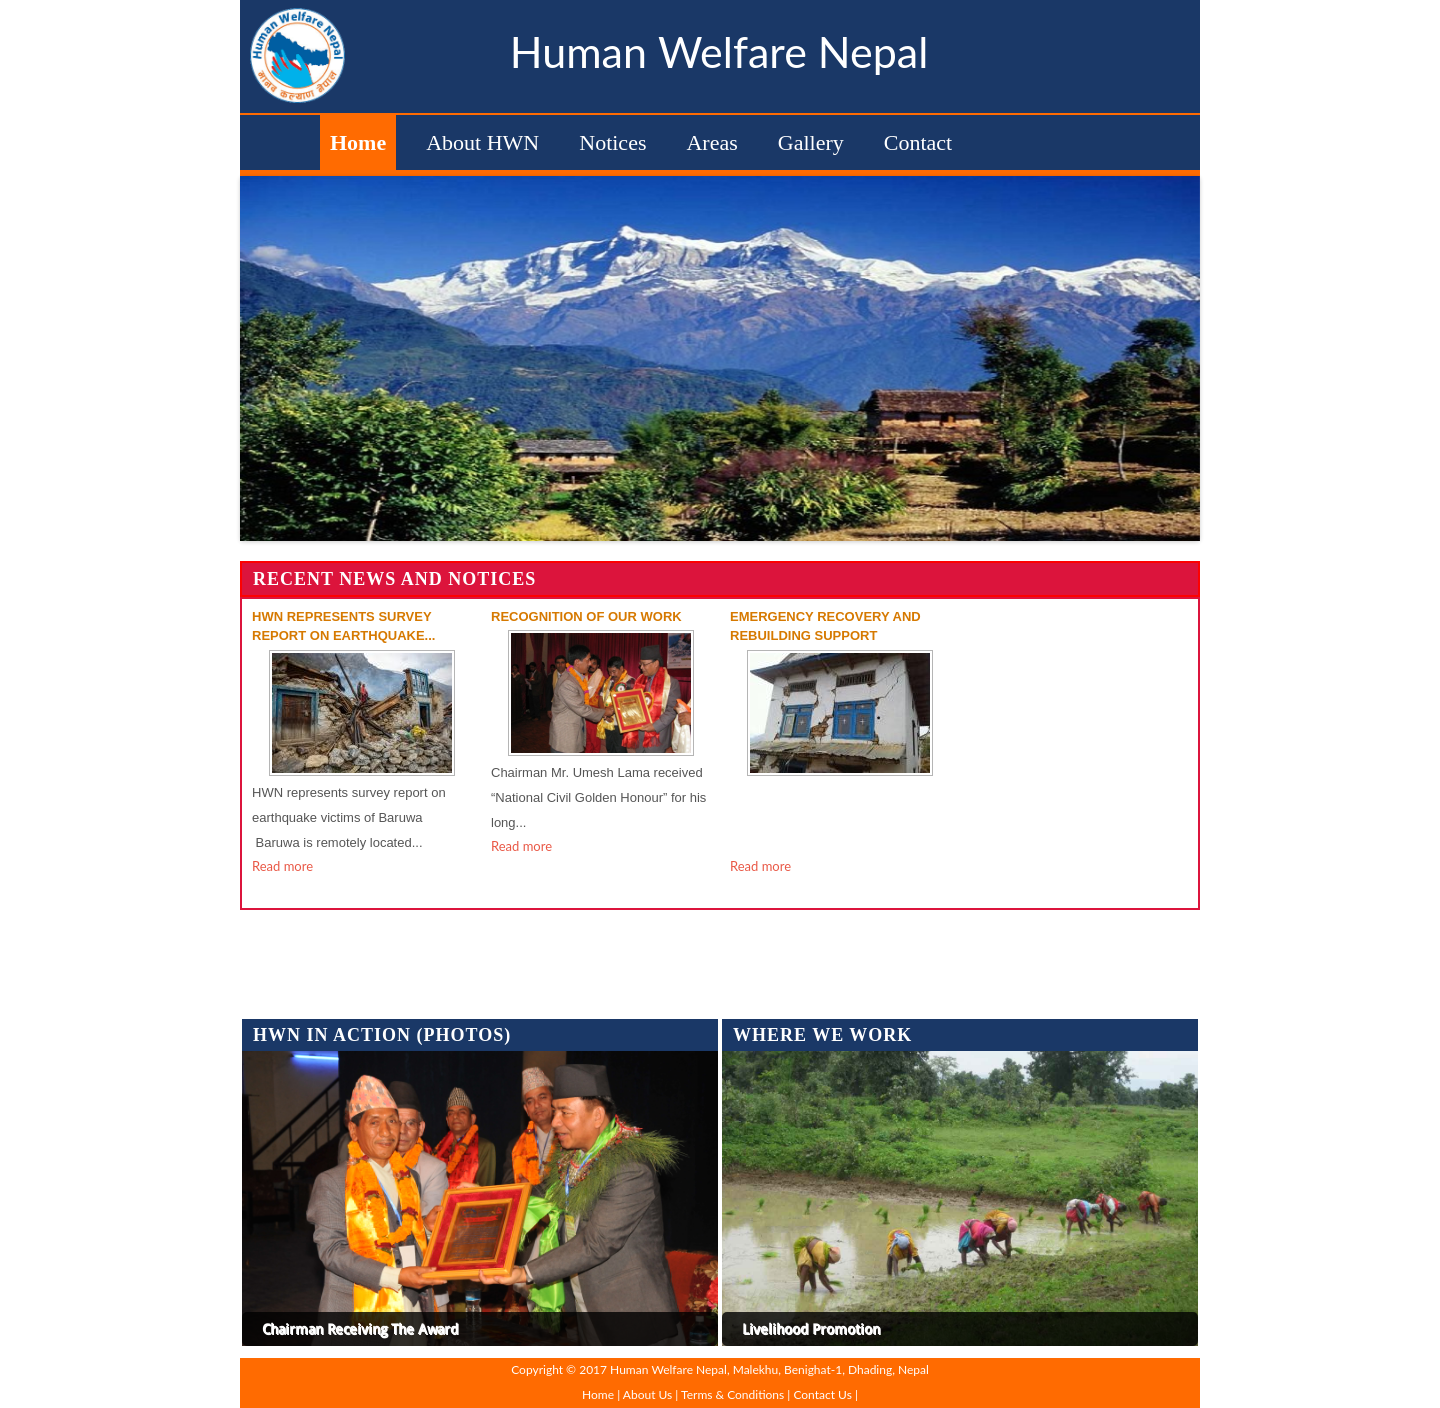 Human Welfare Nepal
मानव कल्याण नेपाल
Human Welfare Nepal
Home About HWN Notices Areas Gallery Contact
RECENT NEWS AND NOTICES
HWN REPRESENTS SURVEY
REPORT ON EARTHQUAKE...
HWN represents survey report on
earthquake victims of Baruwa
Baruwa is remotely located...
Read more
RECOGNITION OF OUR WORK
Chairman Mr. Umesh Lama received
“National Civil Golden Honour” for his
long...
Read more
EMERGENCY RECOVERY AND
REBUILDING SUPPORT
Read more
HWN IN ACTION (PHOTOS)
Chairman Receiving The Award
WHERE WE WORK
Livelihood Promotion
Copyright © 2017 Human Welfare Nepal, Malekhu, Benighat-1, Dhading, Nepal
Home | About Us | Terms & Conditions | Contact Us |